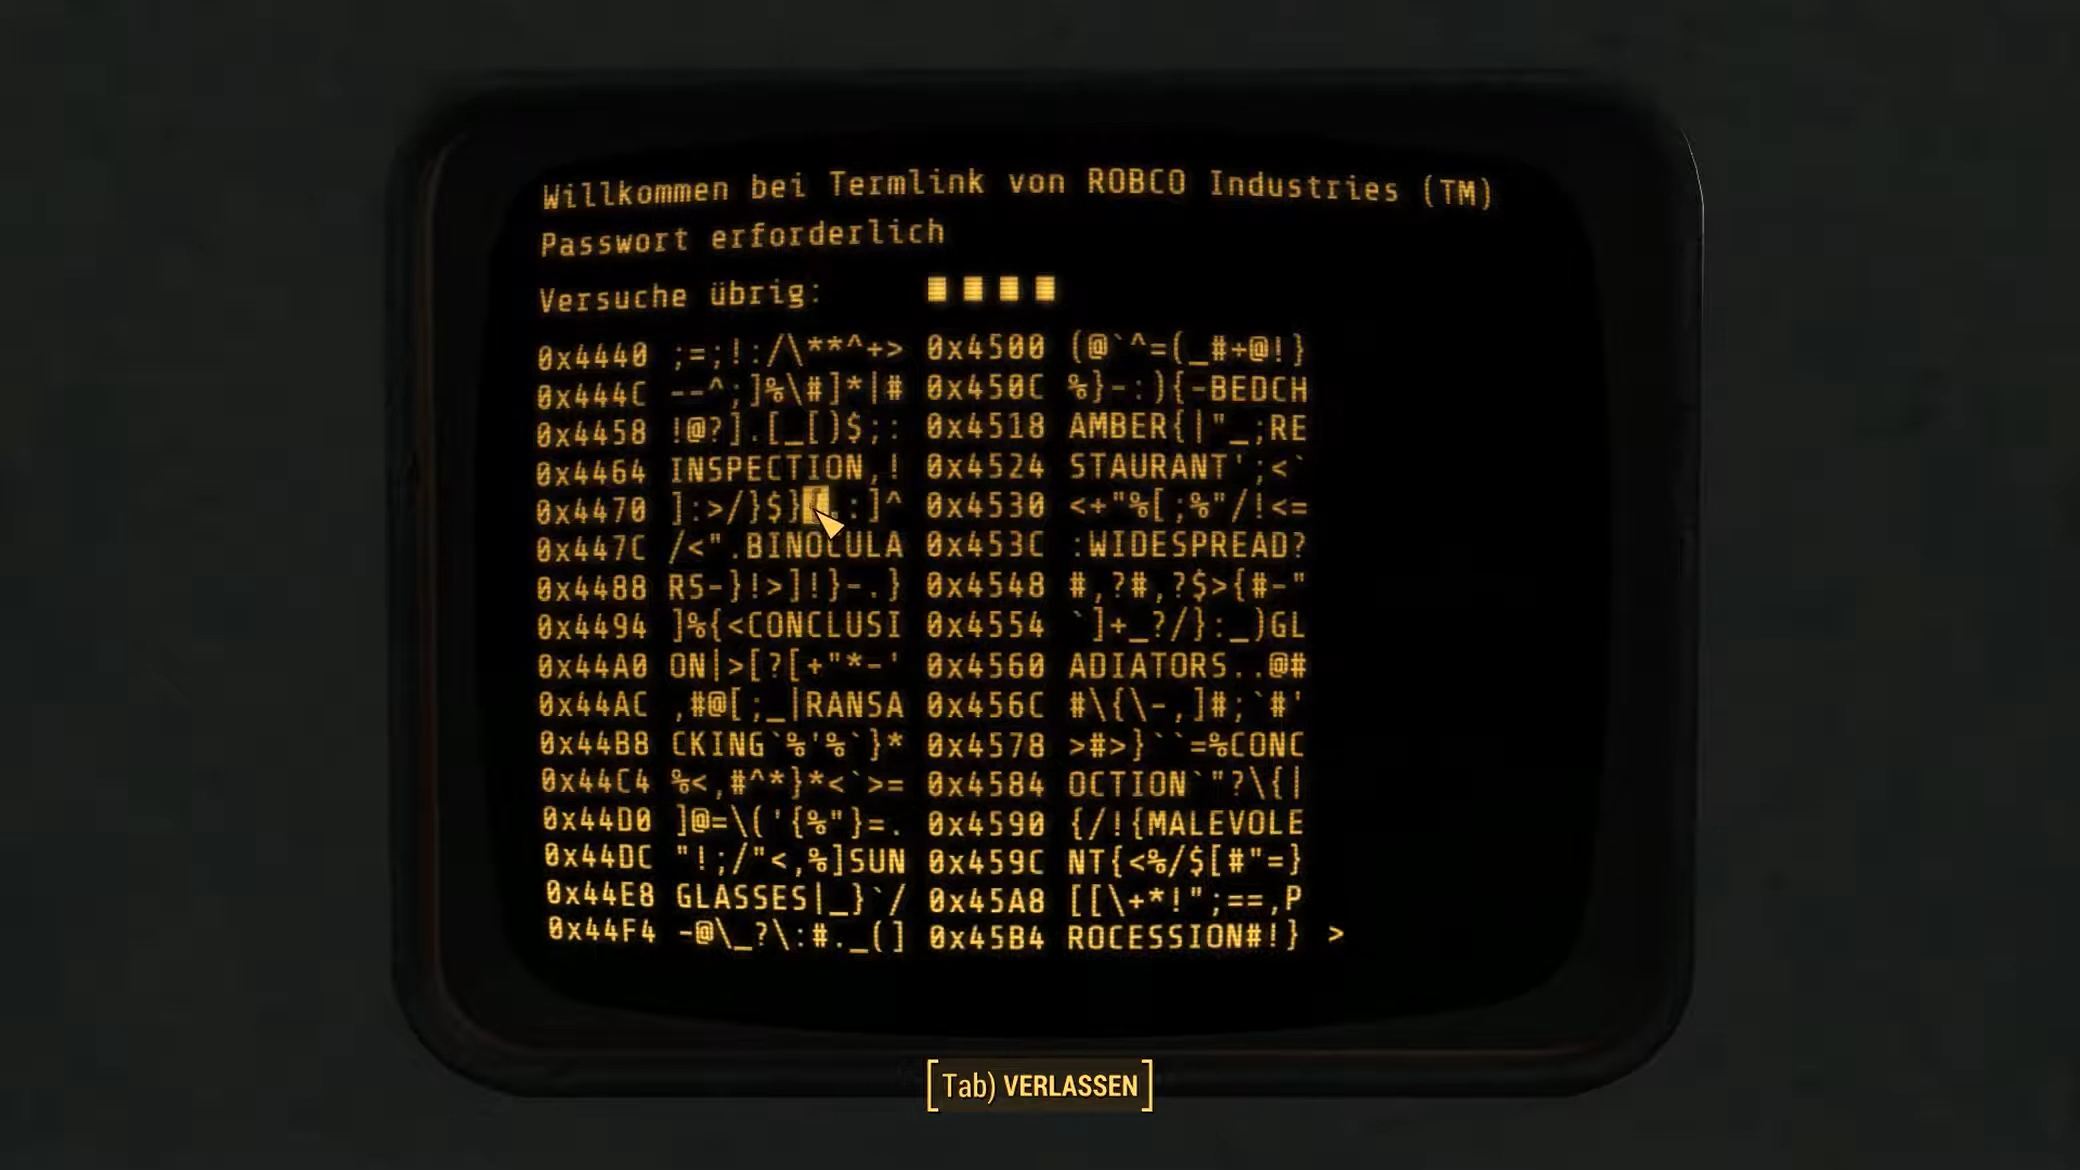 Willkommen bei Termlink von ROBCO Industries (TM)
Passwort erforderlich
Versuche übrig: ■ ■ ■ ■
0x4440 ;=;!:/\**^+> 0x4500 (@`^=(_#+@!}
0x444C --^;]%\#]*|# 0x450C %}-:){-BEDCH
0x4458 !@?].[_[)$;: 0x4518 AMBER{|"_;RE
0x4464 INSPECTION,! 0x4524 STAURANT';<`
0x4470 ]:>/}$}[.:]^ 0x4530 <+"%[;%"/!<=
0x447C /<".BINOCULA 0x453C :WIDESPREAD?
0x4488 RS-}!>]!}-.} 0x4548 #,?#,?$>{#-"
0x4494 ]%{<CONCLUSI 0x4554 `]+_?/}:_)GL
0x44A0 ON|>[?[+"*-' 0x4560 ADIATORS..@#
0x44AC ,#@[;_|RANSA 0x456C #\{\-,]#;`#'
0x44B8 CKING`%'%`}* 0x4578 >#>}``=%CONC
0x44C4 %<,#^*}*<`>= 0x4584 OCTION`"?\{|
0x44D0 ]@=\('{%"}=. 0x4590 {/!{MALEVOLE
0x44DC "!;/"<,%]SUN 0x459C NT{<%/$[#"=}
0x44E8 GLASSES|_}`/ 0x45A8 [[\+*!";==,P
0x44F4 -@\_?\:#._(] 0x45B4 ROCESSION#!} >
[Tab) VERLASSEN]